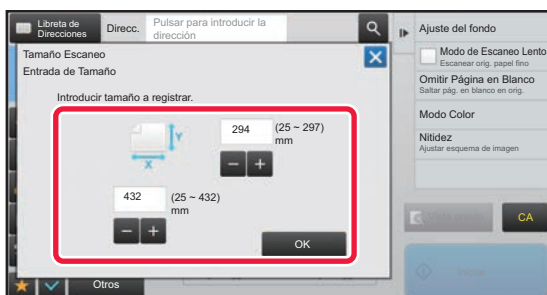 Libreta de
Direcciones
Direcc.
Pulsar para introducir la
dirección
Tamaño Escaneo
Entrada de Tamaño
Introducir tamaño a registrar.
Y
X
294
(25 ~ 297)
mm
432
(25 ~ 432)
mm
OK
Otros
Ajuste del fondo
Modo de Escaneo Lento
Escanear orig. papel fino
Omitir Página en Blanco
Saltar pág. en blanco en orig.
Modo Color
Nitidez
Ajustar esquema de imagen
CA